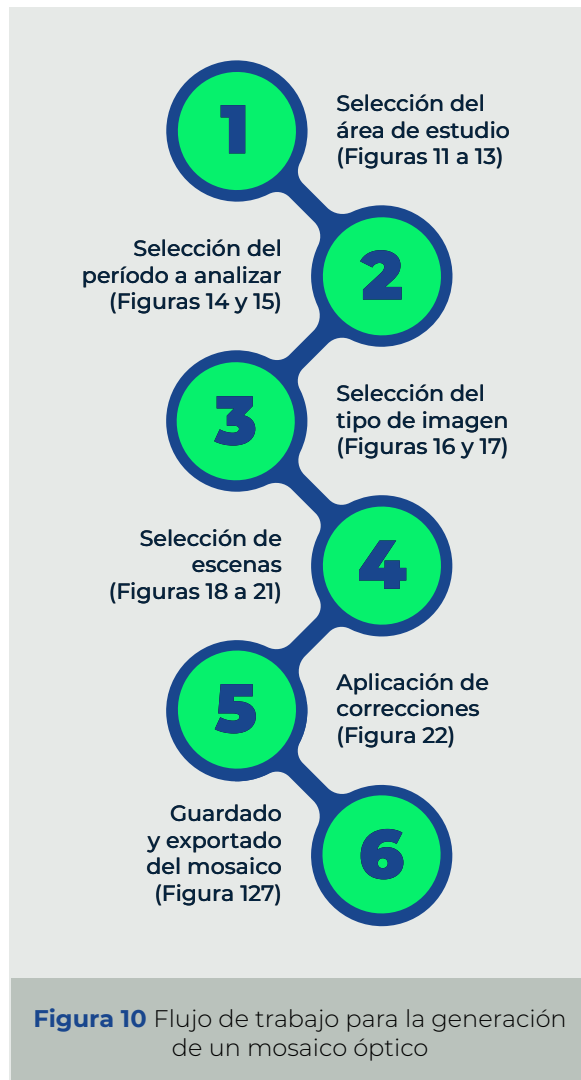 1
Selección del
área de estudio
(Figuras 11 a 13)
2
Selección del
período a analizar
(Figuras 14 y 15)
3
Selección del
tipo de imagen
(Figuras 16 y 17)
4
Selección de
escenas
(Figuras 18 a 21)
5
Aplicación de
correcciones
(Figura 22)
6
Guardado
y exportado
del mosaico
(Figura 127)
Figura 10 Flujo de trabajo para la generación
de un mosaico óptico